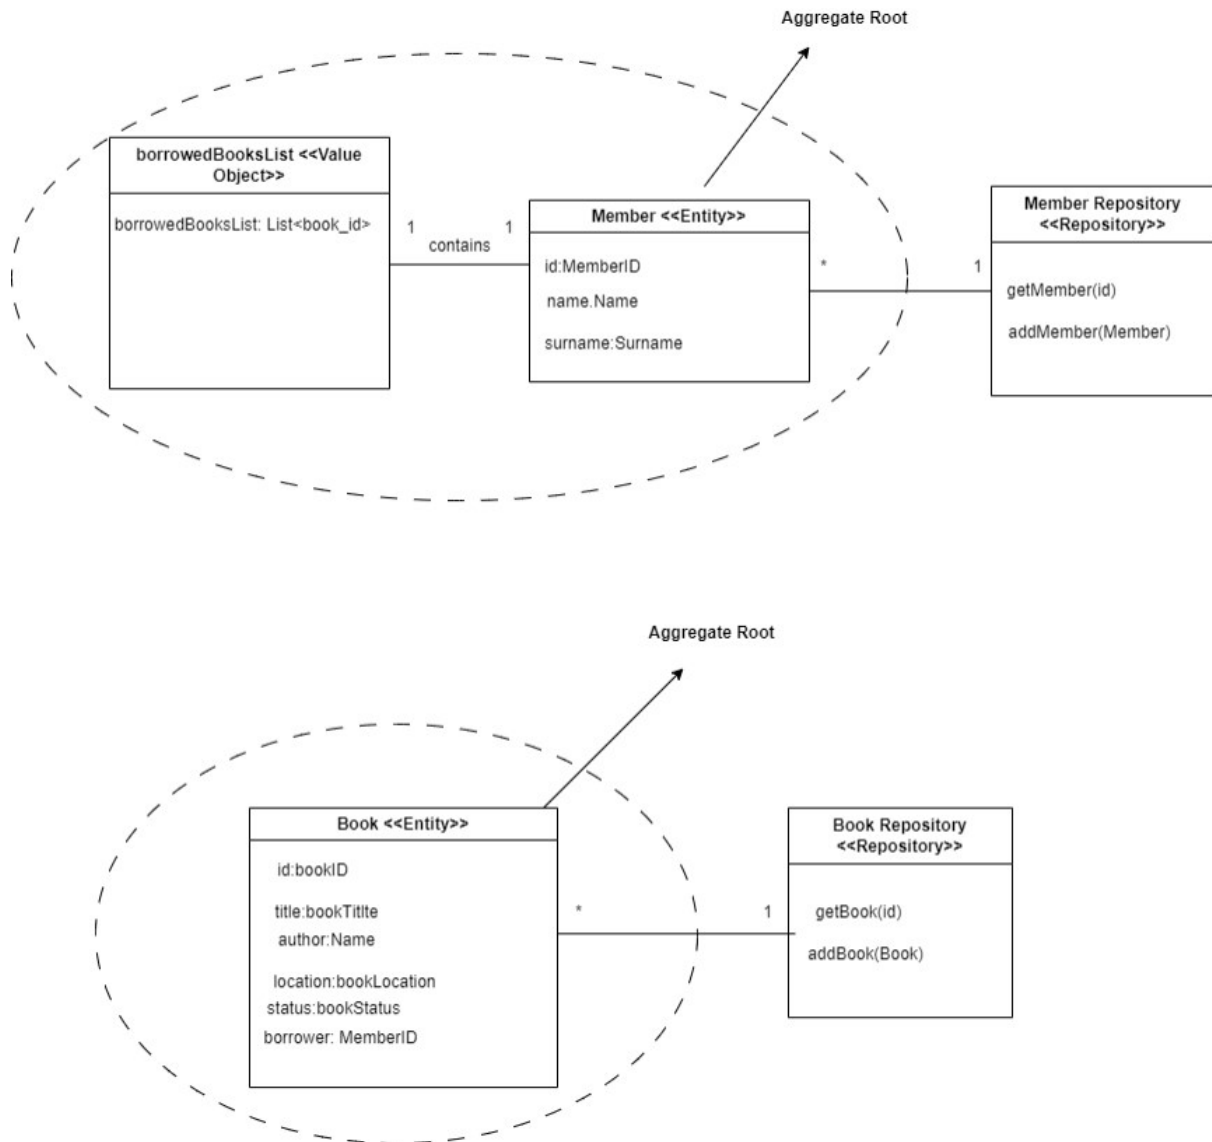 Aggregate Root
borrowedBooksList <<Value
Object>>
borrowedBooksList: List<book_id>
1
contains
1
Member <<Entity>>
id:MemberID
name.Name
surname:Surname
*
1
Member Repository
<<Repository>>
getMember(id)
addMember(Member)
Aggregate Root
Book <<Entity>>
id:bookID
title:bookTitlte
author:Name
location:bookLocation
status:bookStatus
borrower: MemberID
*
1
Book Repository
<<Repository>>
getBook(id)
addBook(Book)